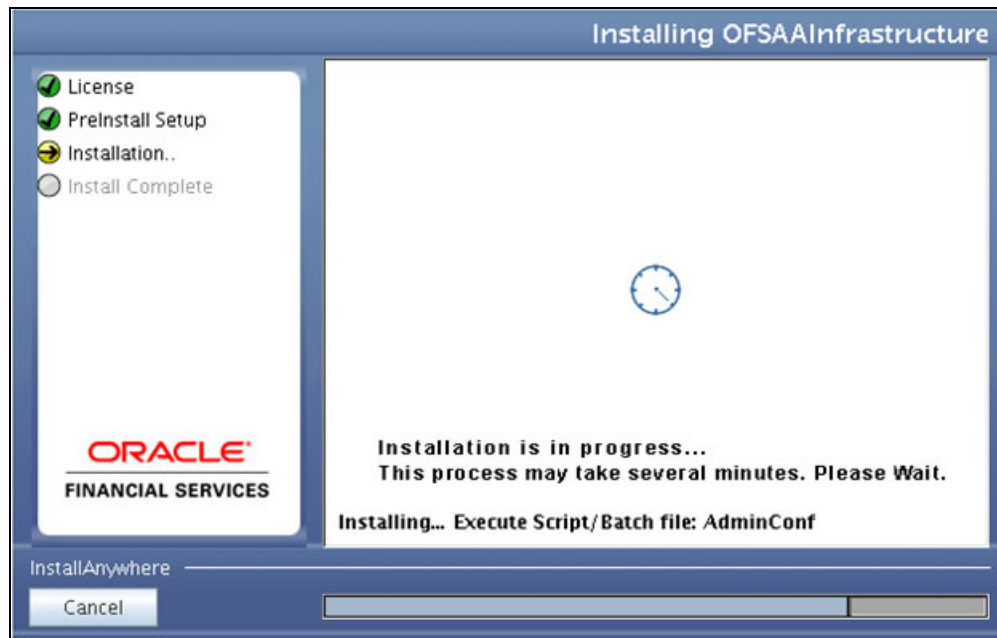 Installing OFSAAInfrastructure
License
PreInstall Setup
Installation..
Install Complete
ORACLE®
FINANCIAL SERVICES
Installation is in progress...
This process may take several minutes. Please Wait.
Installing... Execute Script/Batch file: AdminConf
InstallAnywhere
Cancel